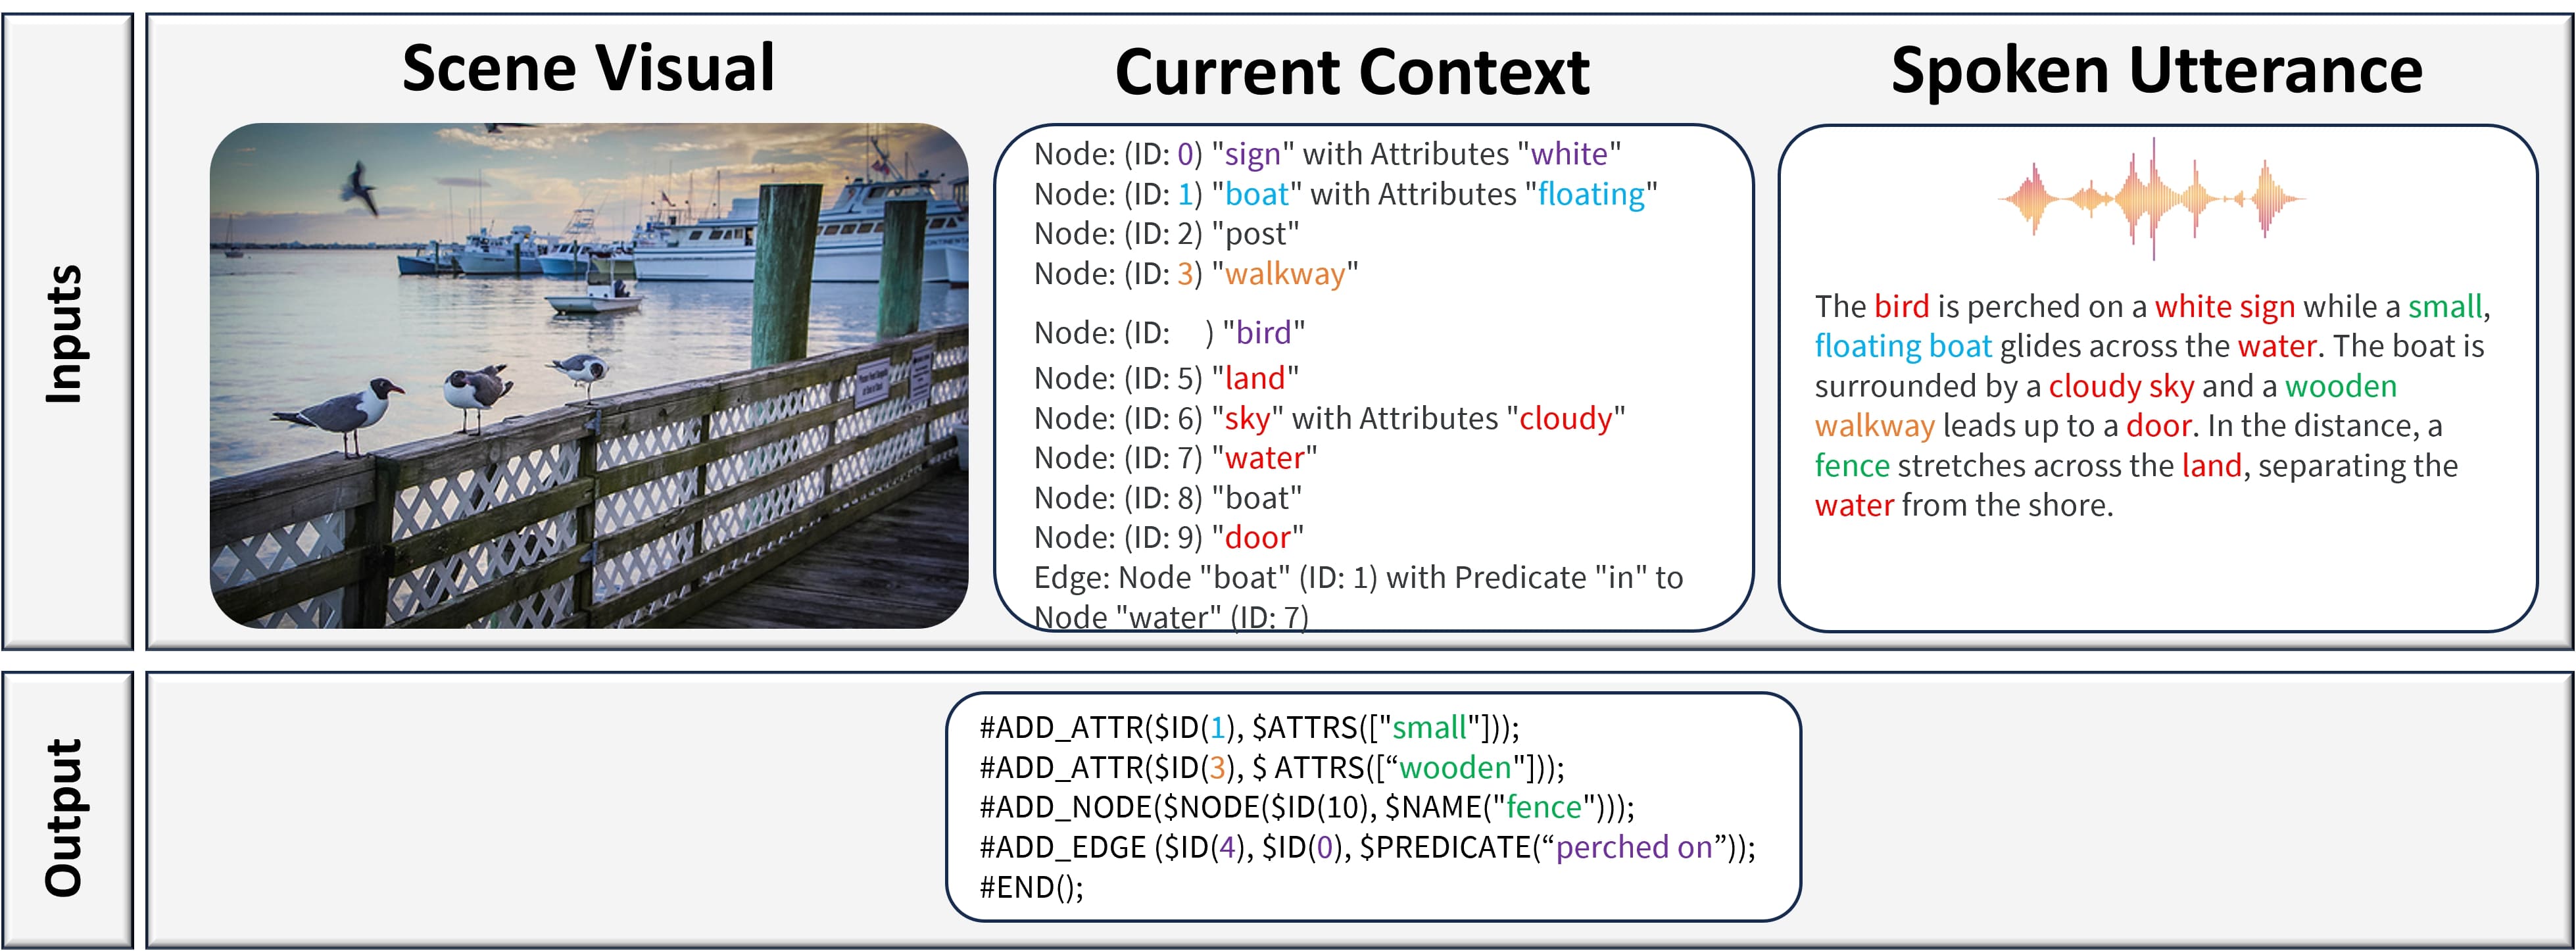 Inputs
Scene Visual
Current Context
Spoken Utterance
Node: (ID: 0) "sign" with Attributes "white"
Node: (ID: 1) "boat" with Attributes "floating"
Node: (ID: 2) "post"
Node: (ID: 3) "walkway"
Node: (ID: ) "bird"
Node: (ID: 5) "land"
Node: (ID: 6) "sky" with Attributes "cloudy"
Node: (ID: 7) "water"
Node: (ID: 8) "boat"
Node: (ID: 9) "door"
Edge: Node "boat" (ID: 1) with Predicate "in" to
Node "water" (ID: 7)
The bird is perched on a white sign while a small,
floating boat glides across the water. The boat is
surrounded by a cloudy sky and a wooden
walkway leads up to a door. In the distance, a
fence stretches across the land, separating the
water from the shore.
Output
#ADD_ATTR($ID(1), $ATTRS(["small"]));
#ADD_ATTR($ID(3), $ ATTRS([“wooden"]));
#ADD_NODE($NODE($ID(10), $NAME("fence")));
#ADD_EDGE ($ID(4), $ID(0), $PREDICATE(“perched on”));
#END();